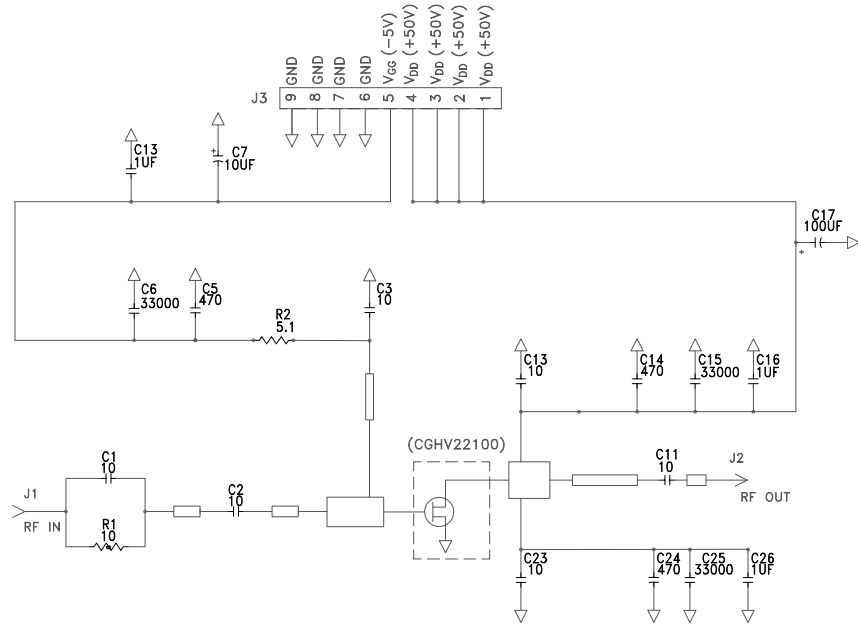 GND
GND
GND
GND
VGG (−5V)
VDD (+50V)
VDD (+50V)
VDD (+50V)
VDD (+50V)
J3
9 8 7 6 5 4 3 2 1
C13
1UF
+
C7
10UF
C17
100UF
+
C6
33000
C5
470
R2
5.1
C3
10
C13
10
C14
470
C15
33000
C16
1UF
(CGHV22100)
J1
RF IN
C1
10
R1
10
C2
10
C11
10
J2
RF OUT
C23
10
C24
470
C25
33000
C26
1UF